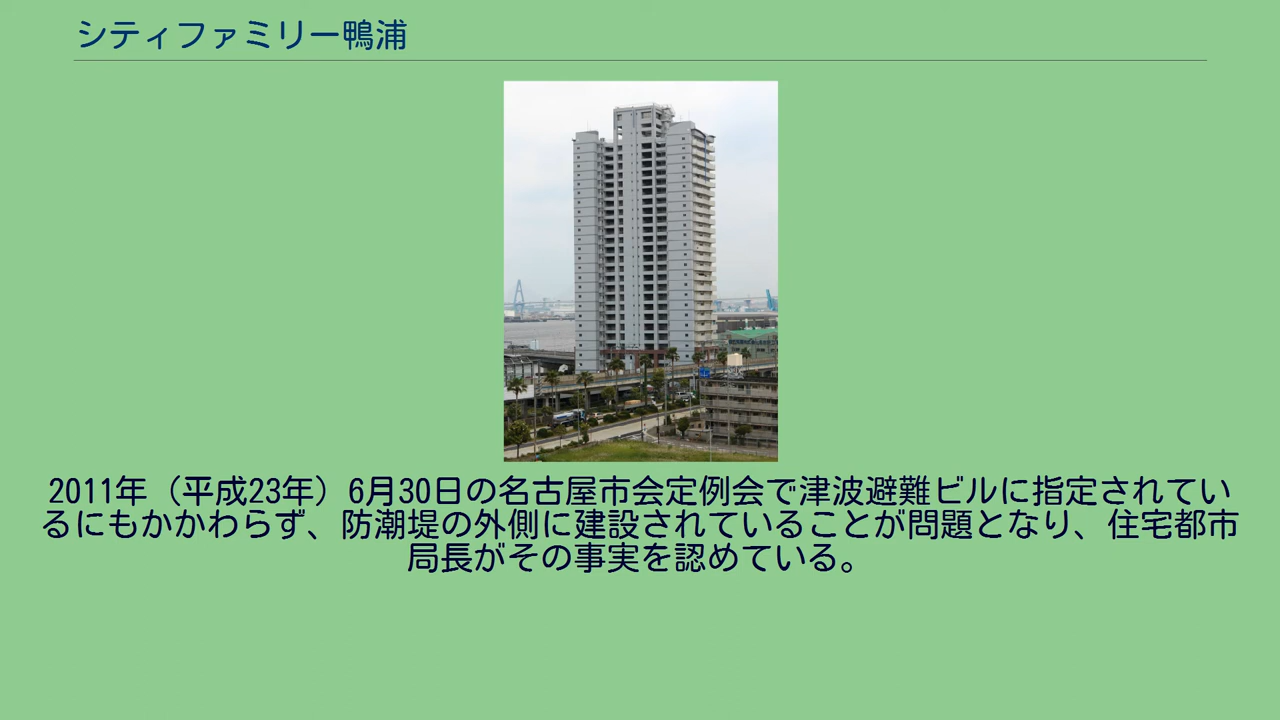 シティファミリー鴨浦
2011年（平成23年）6月30日の名古屋市会定例会で津波避難ビルに指定されてい
るにもかかわらず、防潮堤の外側に建設されていることが問題となり、住宅都市
局長がその事実を認めている。